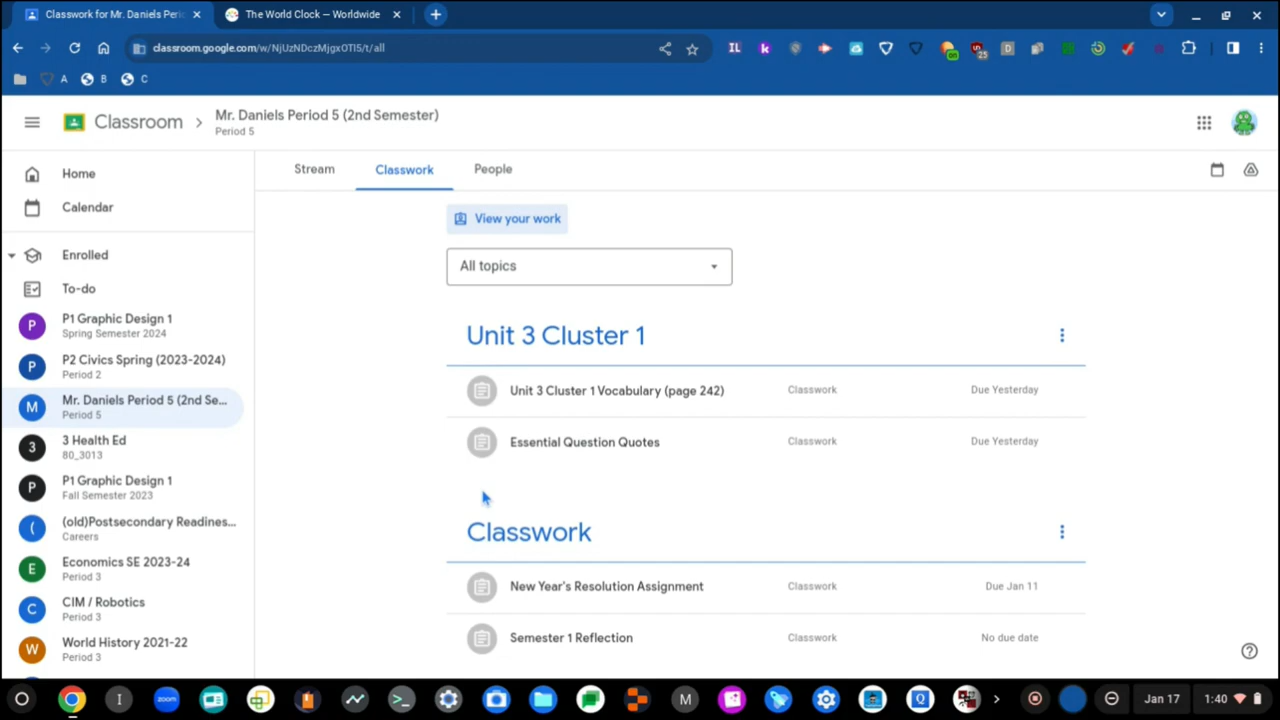 Classwork for Mr. Daniels Peri
The World Clock — Worldwide
classroom.google.com/w/NjUzNDczMjgxOTI5/t/all
IL
k
on
25
D
A
B
C
Classroom
Mr. Daniels Period 5 (2nd Semester)
Period 5
Home
Calendar
Enrolled
To-do
P
P1 Graphic Design 1
Spring Semester 2024
P
P2 Civics Spring (2023-2024)
Period 2
M
Mr. Daniels Period 5 (2nd Se...
Period 5
3
3 Health Ed
80_3013
P
P1 Graphic Design 1
Fall Semester 2023
(
(old)Postsecondary Readines...
Careers
E
Economics SE 2023-24
Period 3
C
CIM / Robotics
Period 3
W
World History 2021-22
Period 3
Stream
Classwork
People
View your work
All topics
Unit 3 Cluster 1
Unit 3 Cluster 1 Vocabulary (page 242)
Classwork
Due Yesterday
Essential Question Quotes
Classwork
Due Yesterday
Classwork
New Year's Resolution Assignment
Classwork
Due Jan 11
Semester 1 Reflection
Classwork
No due date
I
zoom
M
Q
Jan 17
1:40